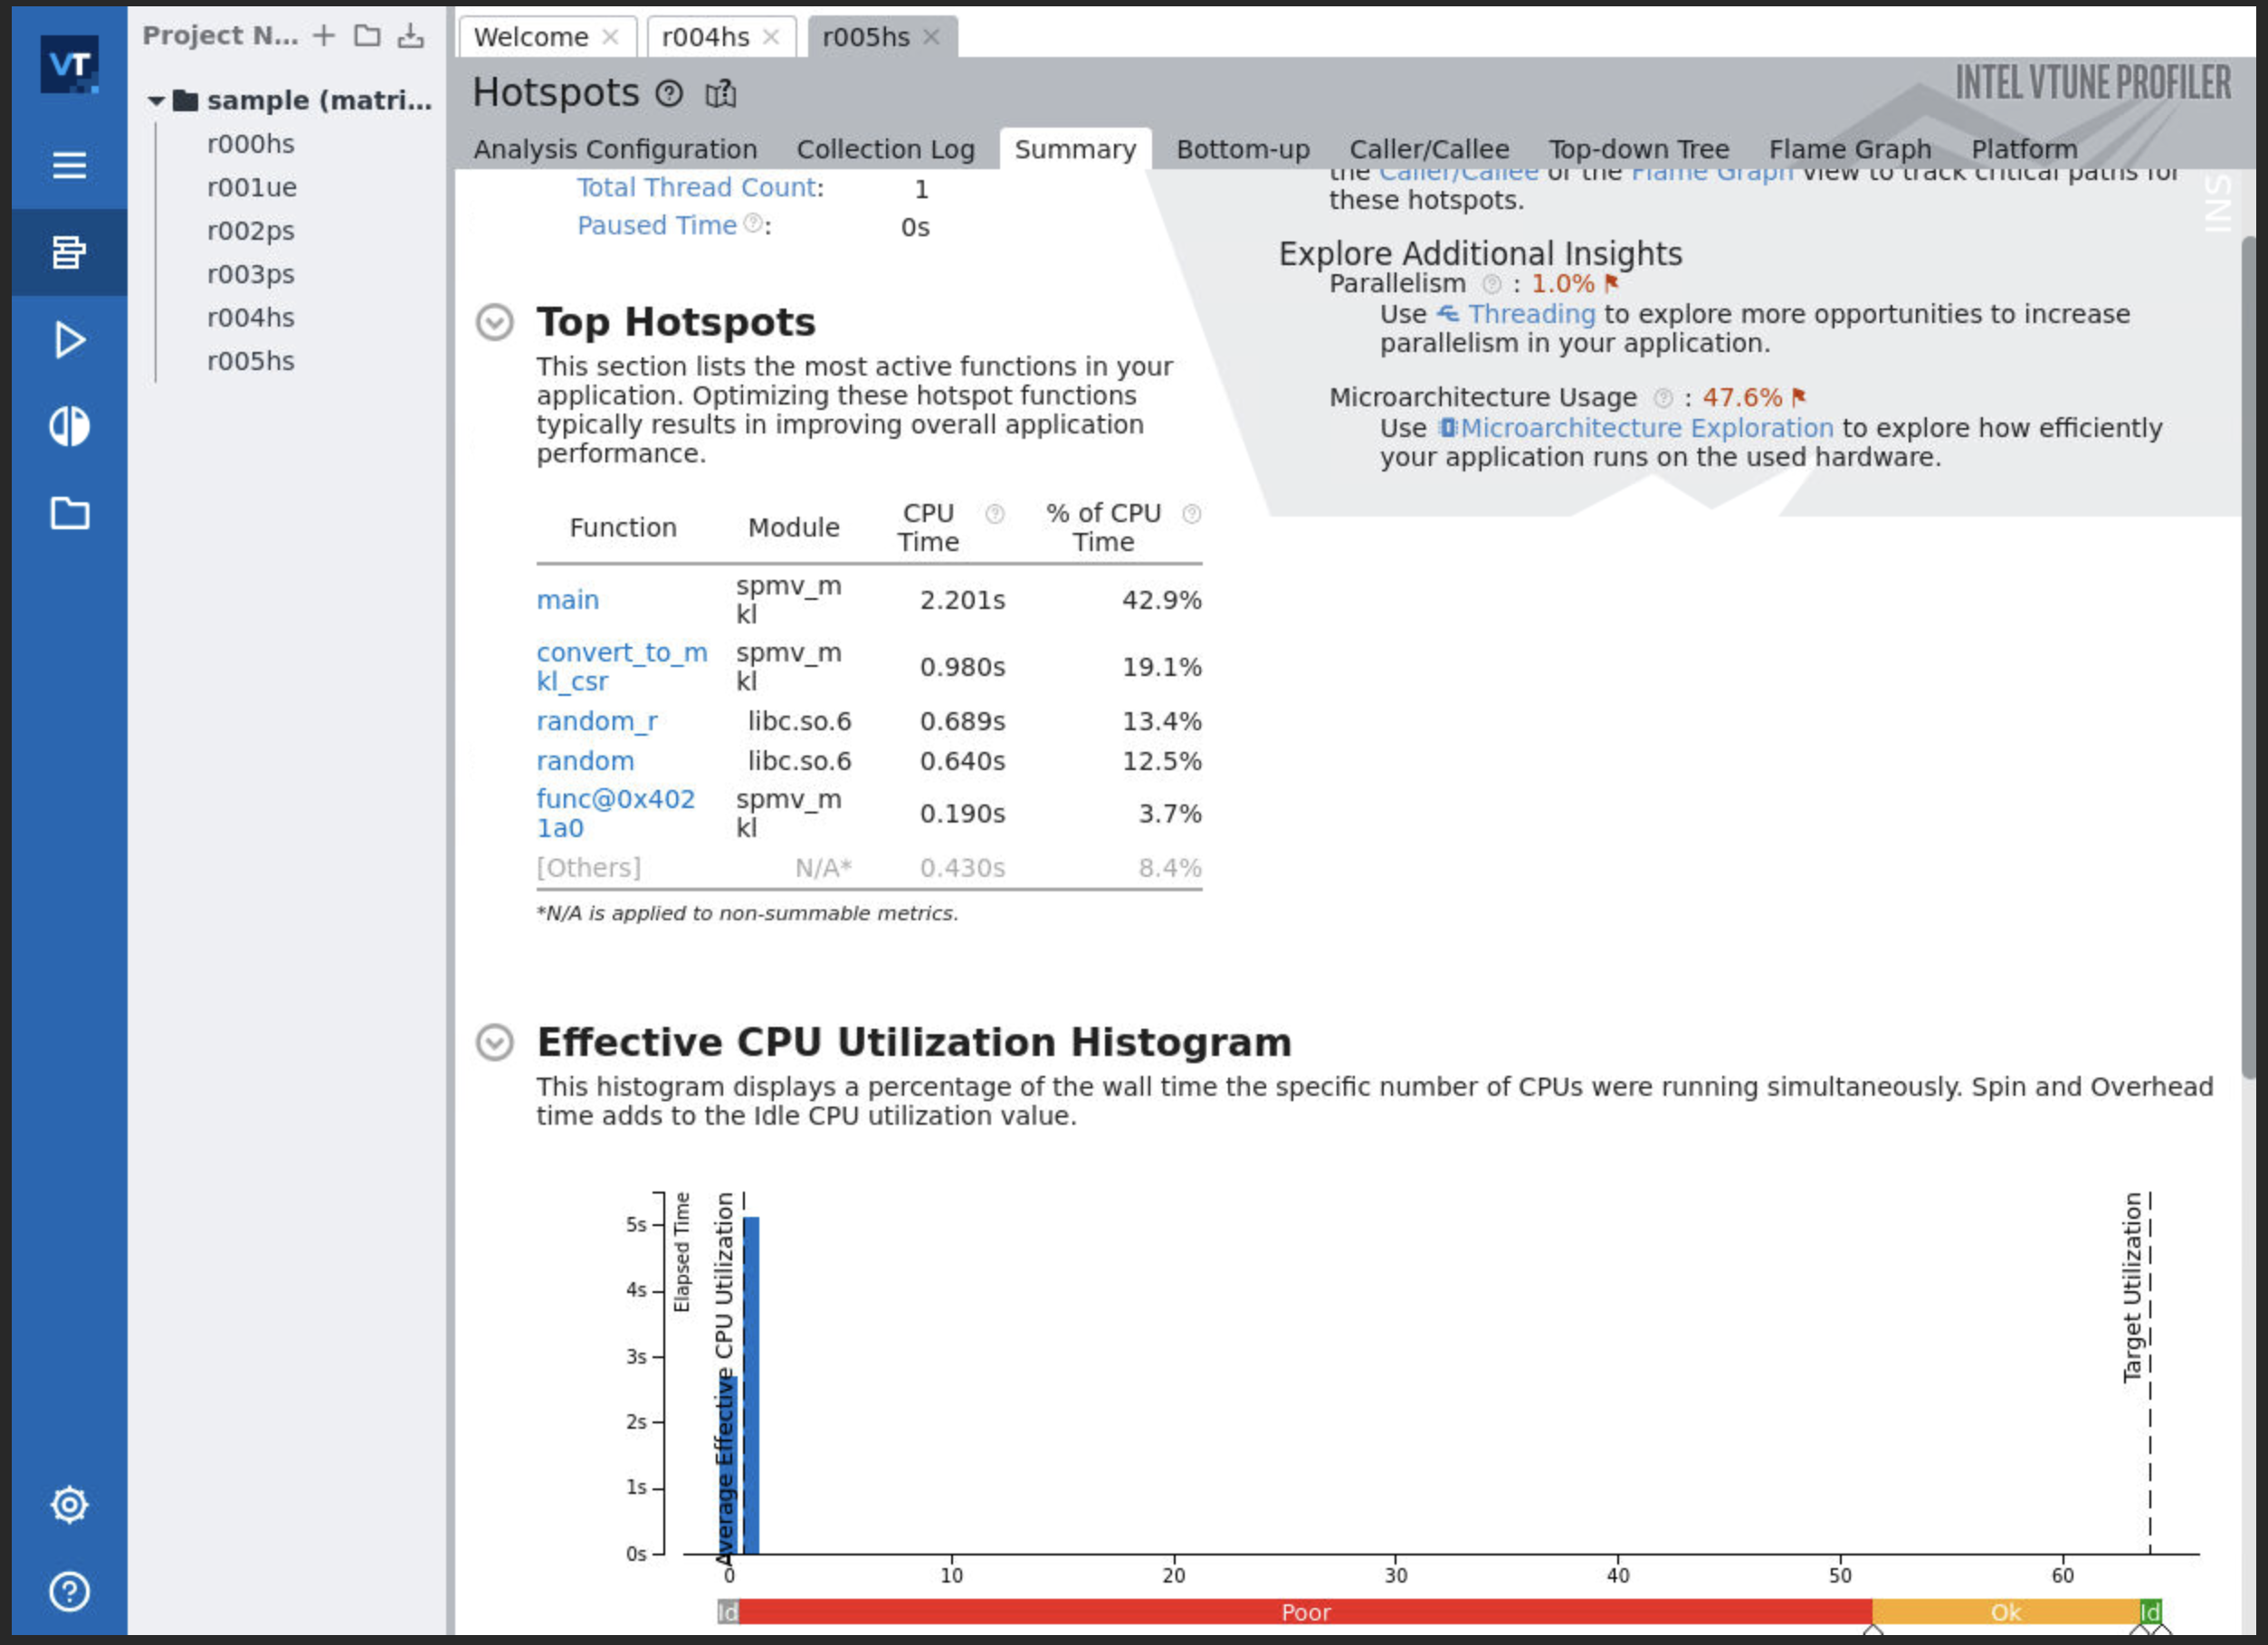 VT
Project N...
sample (matri...
r000hs
r001ue
r002ps
r003ps
r004hs
r005hs
Welcome
r004hs
r005hs
Hotspots
INTEL VTUNE PROFILER
Analysis Configuration Collection Log Summary Bottom-up Caller/Callee Top-down Tree Flame Graph Platform
Total Thread Count: 1
Paused Time ?: 0s
the Caller/Callee or the Flame Graph view to track critical paths for
these hotspots.
INS
Explore Additional Insights
Parallelism ? : 1.0%
Use Threading to explore more opportunities to increase
parallelism in your application.
Microarchitecture Usage ? : 47.6%
Use Microarchitecture Exploration to explore how efficiently
your application runs on the used hardware.
Top Hotspots
This section lists the most active functions in your
application. Optimizing these hotspot functions
typically results in improving overall application
performance.
Function Module CPU Time ? % of CPU Time ?
main spmv_m
kl 2.201s 42.9%
convert_to_m
kl_csr spmv_m
kl 0.980s 19.1%
random_r libc.so.6 0.689s 13.4%
random libc.so.6 0.640s 12.5%
func@0x402
1a0 spmv_m
kl 0.190s 3.7%
[Others] N/A* 0.430s 8.4%
*N/A is applied to non-summable metrics.
Effective CPU Utilization Histogram
This histogram displays a percentage of the wall time the specific number of CPUs were running simultaneously. Spin and Overhead
time adds to the Idle CPU utilization value.
Elapsed Time
Average Effective CPU Utilization
Target Utilization
5s
4s
3s
2s
1s
0s
0 10 20 30 40 50 60
Id Poor Ok Id